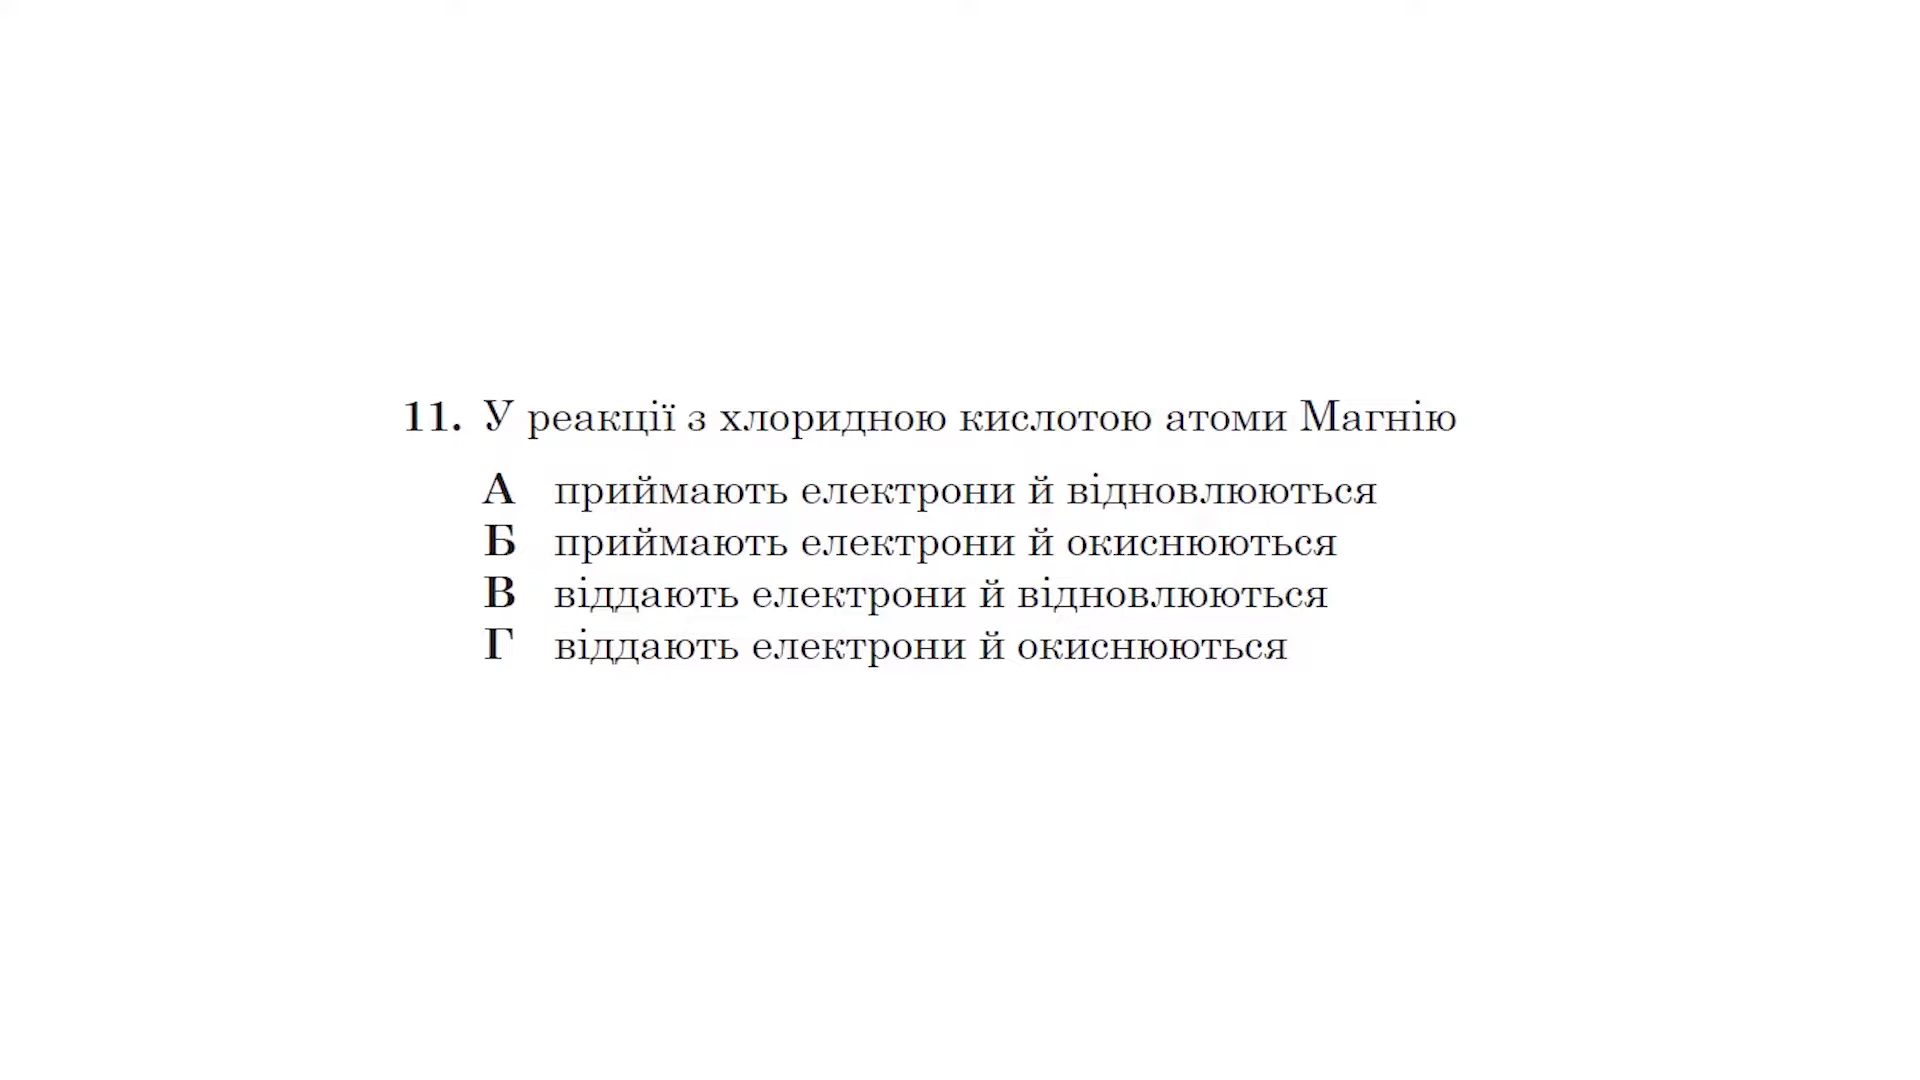 11. У реакції з хлоридною кислотою атоми Магнію
А приймають електрони й відновлюються
Б приймають електрони й окиснюються
В віддають електрони й відновлюються
Г віддають електрони й окиснюються